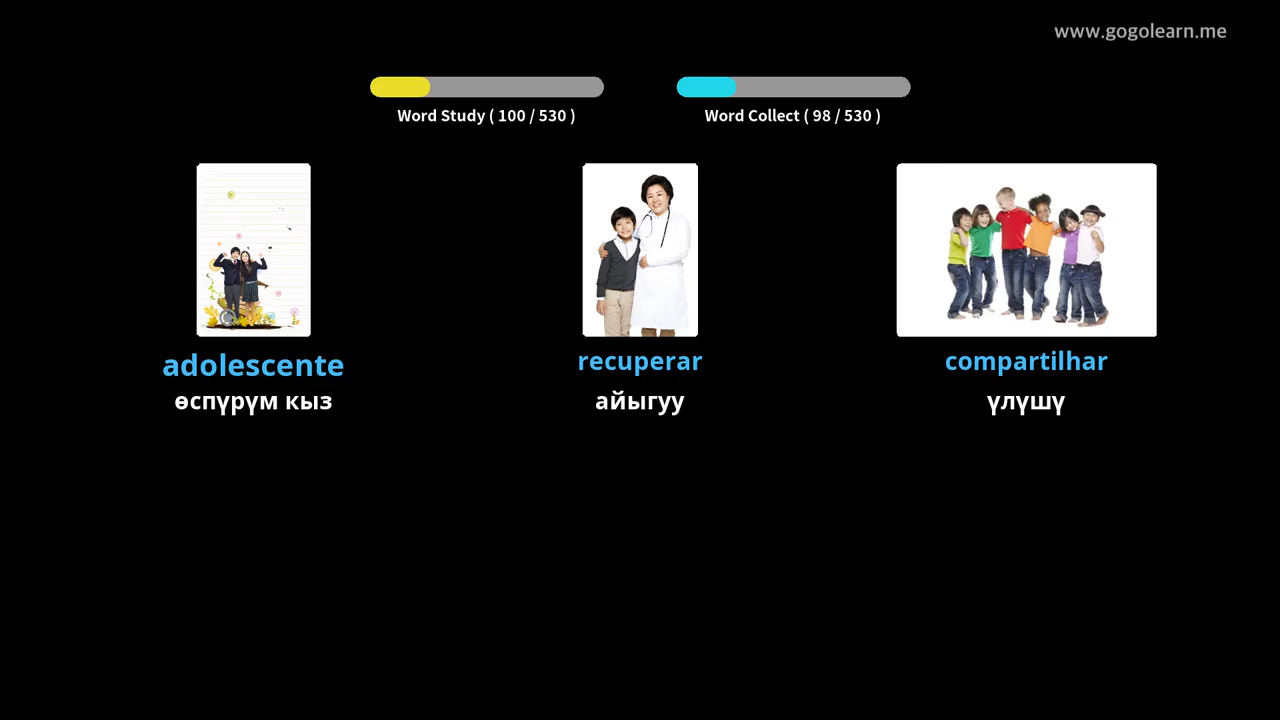 www.gogolearn.me
Word Study ( 100 / 530 )
Word Collect ( 98 / 530 )
adolescente
өспүрүм кыз
recuperar
айыгуу
compartilhar
үлүшү